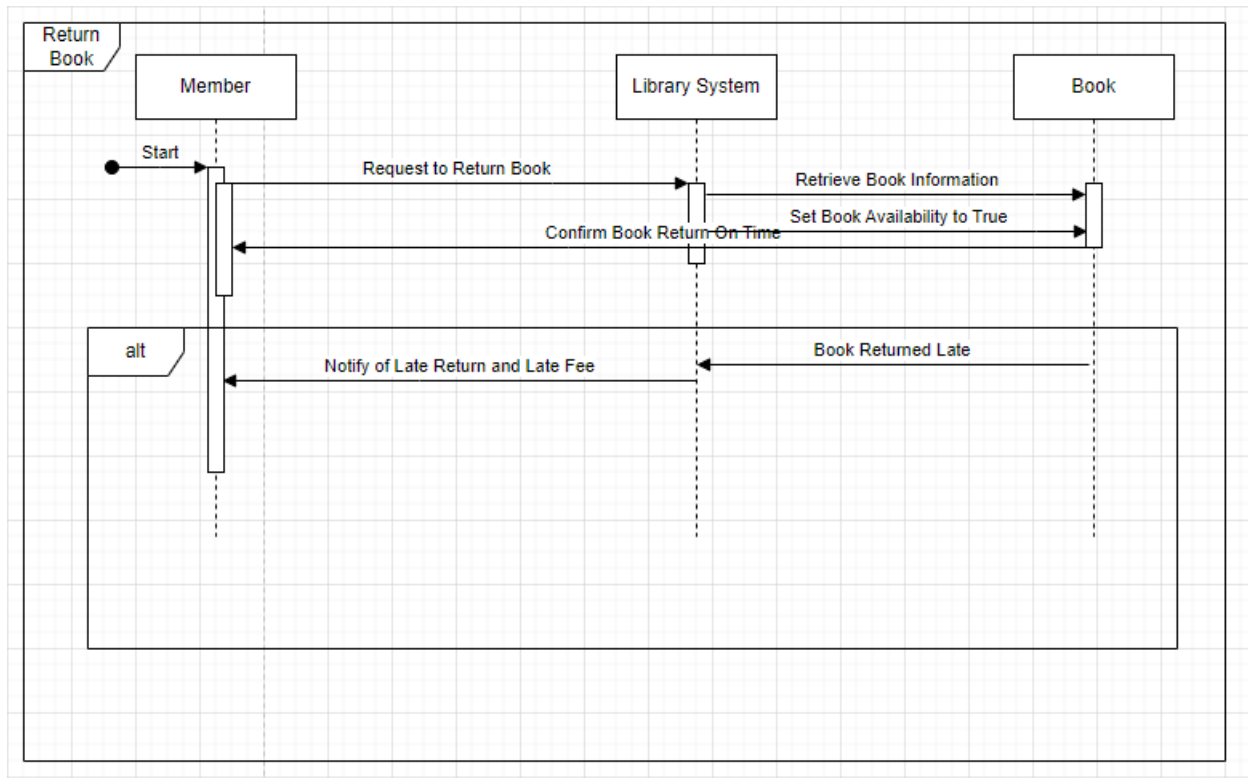 Return
Book
Member
Library System
Book
Start
Request to Return Book
Retrieve Book Information
Set Book Availability to True
Confirm Book Return On Time
alt
Book Returned Late
Notify of Late Return and Late Fee